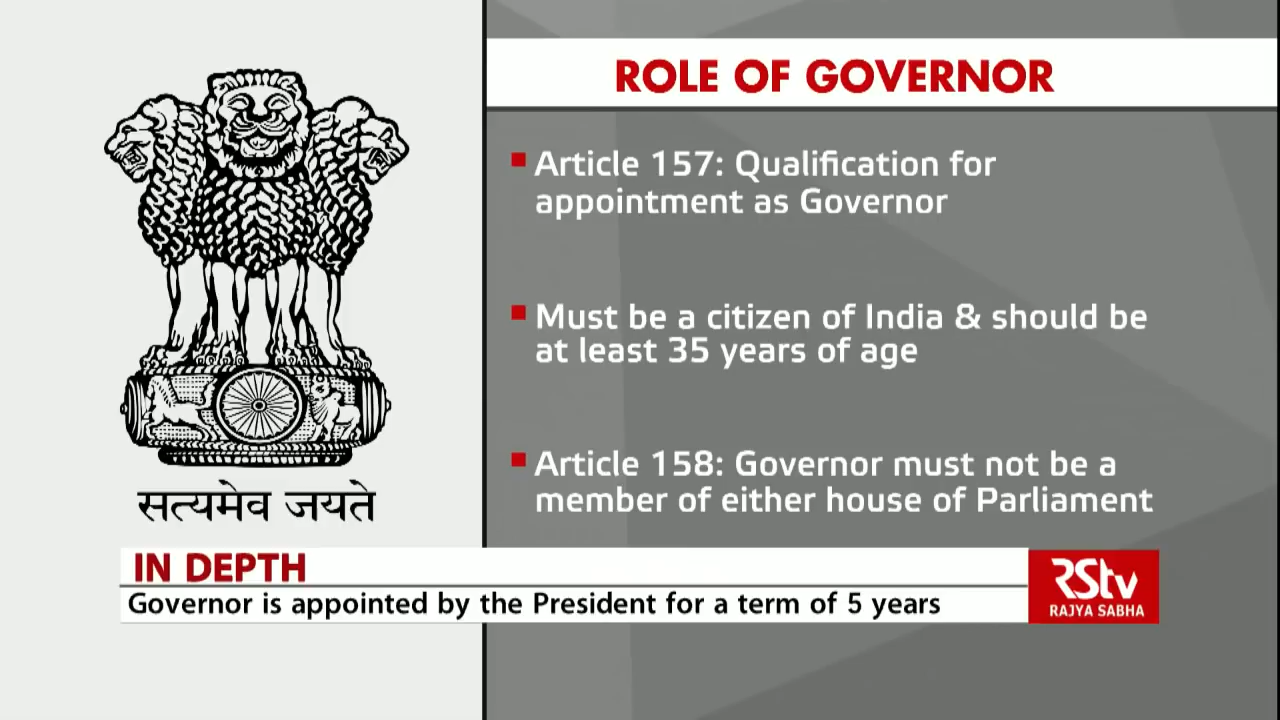 सत्यमेव जयते
ROLE OF GOVERNOR
Article 157: Qualification for
appointment as Governor
Must be a citizen of India & should be
at least 35 years of age
Article 158: Governor must not be a
member of either house of Parliament
IN DEPTH
Governor is appointed by the President for a term of 5 years
RStv
RAJYA SABHA